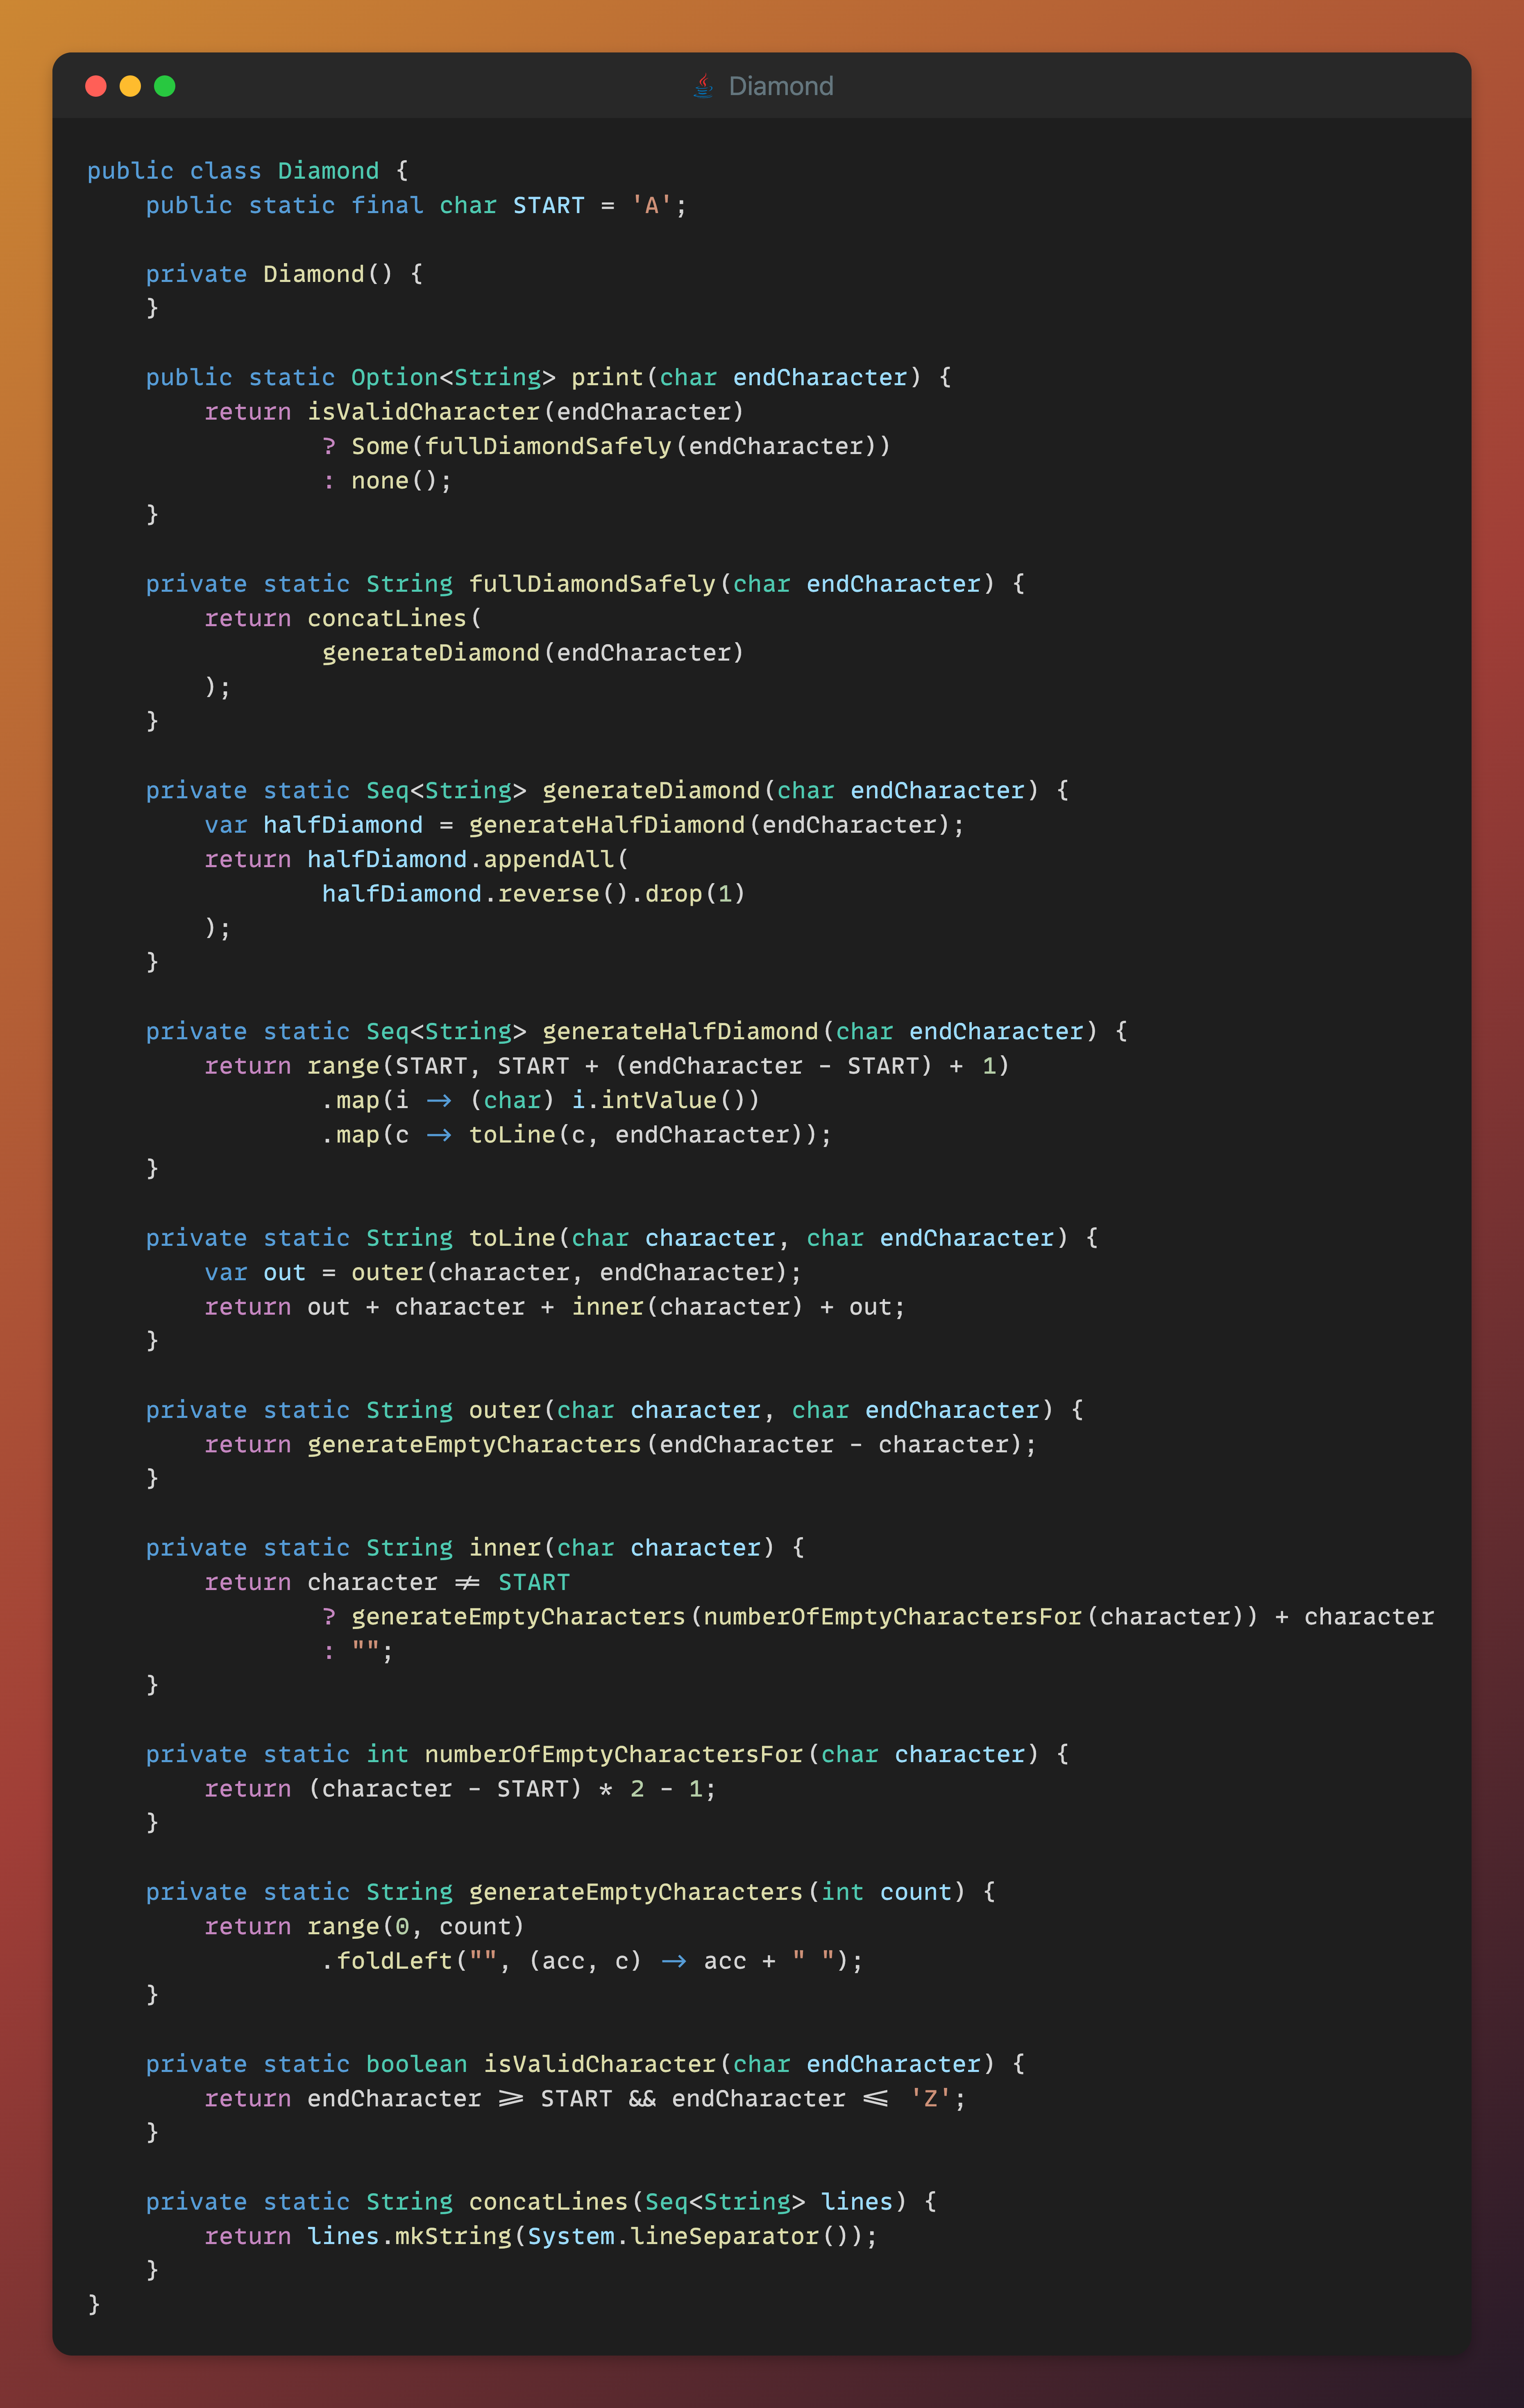 Diamond
public class Diamond {
    public static final char START = 'A';

    private Diamond() {
    }

    public static Option<String> print(char endCharacter) {
        return isValidCharacter(endCharacter)
                ? Some(fullDiamondSafely(endCharacter))
                : none();
    }

    private static String fullDiamondSafely(char endCharacter) {
        return concatLines(
                generateDiamond(endCharacter)
        );
    }

    private static Seq<String> generateDiamond(char endCharacter) {
        var halfDiamond = generateHalfDiamond(endCharacter);
        return halfDiamond.appendAll(
                halfDiamond.reverse().drop(1)
        );
    }

    private static Seq<String> generateHalfDiamond(char endCharacter) {
        return range(START, START + (endCharacter - START) + 1)
                .map(i -> (char) i.intValue())
                .map(c -> toLine(c, endCharacter));
    }

    private static String toLine(char character, char endCharacter) {
        var out = outer(character, endCharacter);
        return out + character + inner(character) + out;
    }

    private static String outer(char character, char endCharacter) {
        return generateEmptyCharacters(endCharacter - character);
    }

    private static String inner(char character) {
        return character != START
                ? generateEmptyCharacters(numberOfEmptyCharactersFor(character)) + character
                : "";
    }

    private static int numberOfEmptyCharactersFor(char character) {
        return (character - START) * 2 - 1;
    }

    private static String generateEmptyCharacters(int count) {
        return range(0, count)
                .foldLeft("", (acc, c) -> acc + " ");
    }

    private static boolean isValidCharacter(char endCharacter) {
        return endCharacter >= START && endCharacter <= 'Z';
    }

    private static String concatLines(Seq<String> lines) {
        return lines.mkString(System.lineSeparator());
    }
}